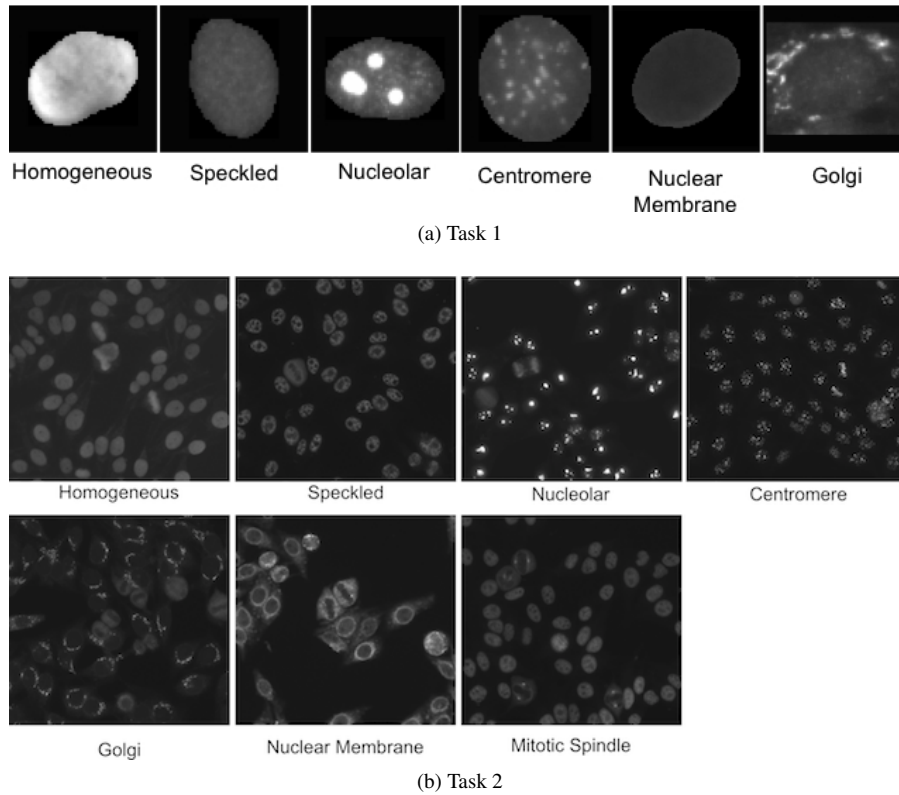 Homogeneous Speckled Nucleolar Centromere Nuclear Membrane Golgi
(a) Task 1
Homogeneous Speckled Nucleolar Centromere
Golgi Nuclear Membrane Mitotic Spindle
(b) Task 2